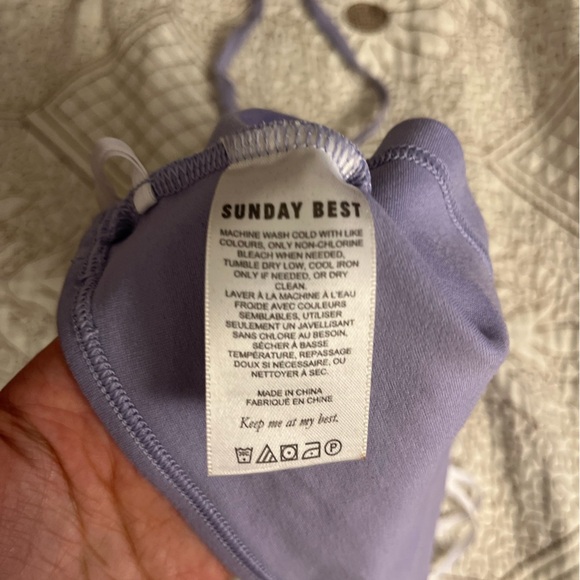 SUNDAY BEST
MACHINE WASH COLD WITH LIKE
COLOURS, ONLY NON-CHLORINE
BLEACH WHEN NEEDED,
TUMBLE DRY LOW, COOL IRON
ONLY IF NEEDED, OR DRY
CLEAN.
LAVER À LA MACHINE À L'EAU
FROIDE AVEC COULEURS
SEMBLABLES, UTILISER
SEULEMENT UN JAVELLISANT
SANS CHLORE AU BESOIN,
SÉCHER À BASSE
TEMPÉRATURE, REPASSAGE
DOUX SI NÉCESSAIRE, OU
NETTOYER À SEC.
MADE IN CHINA
FABRIQUÉ EN CHINE
Keep me at my best.
P